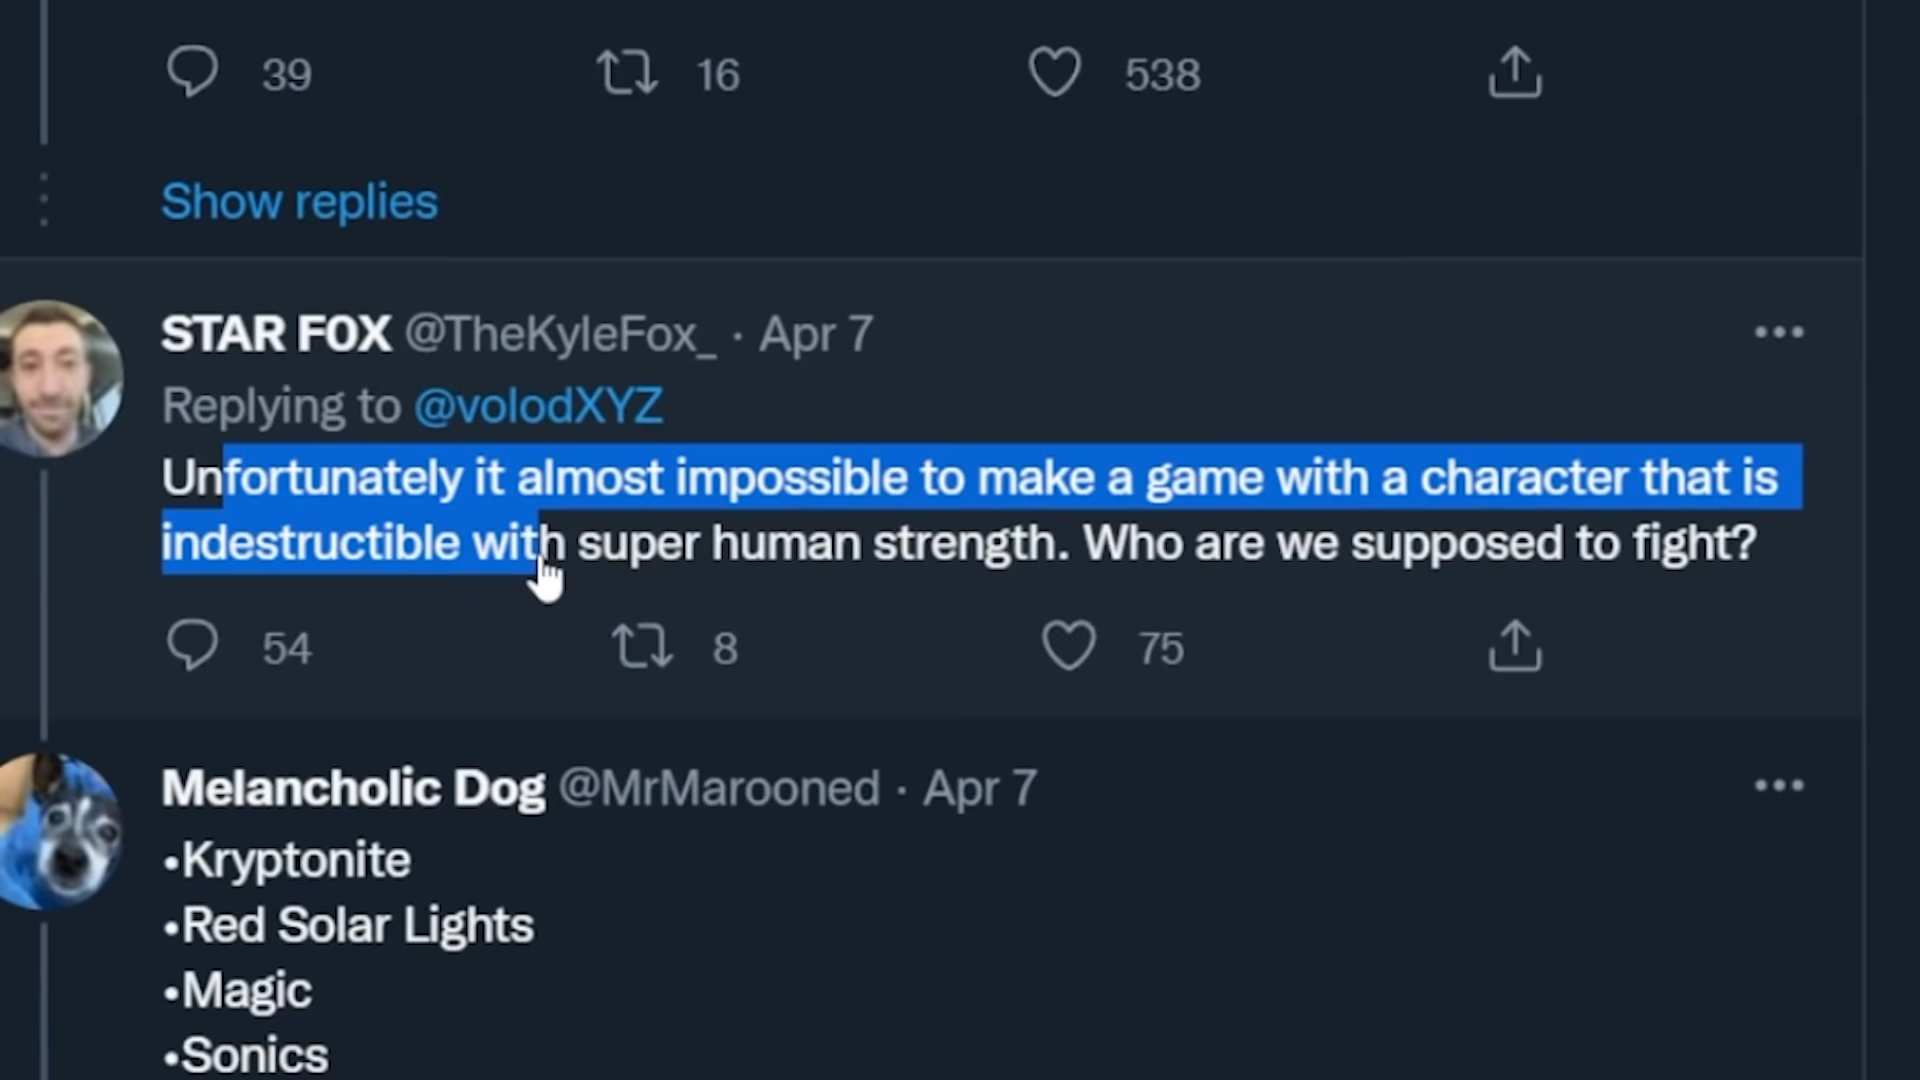 39 16 538
Show replies
STAR FOX @TheKyleFox_ · Apr 7
Replying to @volodXYZ
Unfortunately it almost impossible to make a game with a character that is
indestructible with super human strength. Who are we supposed to fight?
54 8 75
Melancholic Dog @MrMarooned · Apr 7
•Kryptonite
•Red Solar Lights
•Magic
•Sonics